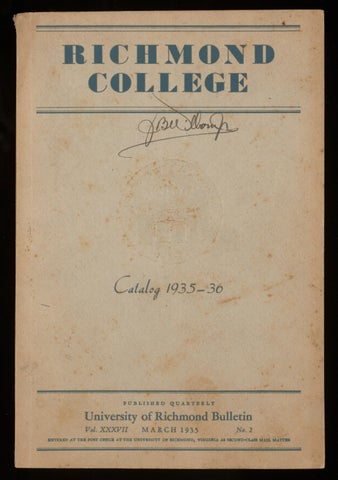 RICHMOND
COLLEGE
Catalog 1935-36
PUBLISHED QUARTERLY
University of Richmond Bulletin
Vol. XXXVII MARCH 1935 No. 2
ENTERED AT THE POST OFFICE AT THE UNIVERSITY OF RICHMOND, VIRGINIA AS SECOND-CLASS MAIL MATTER